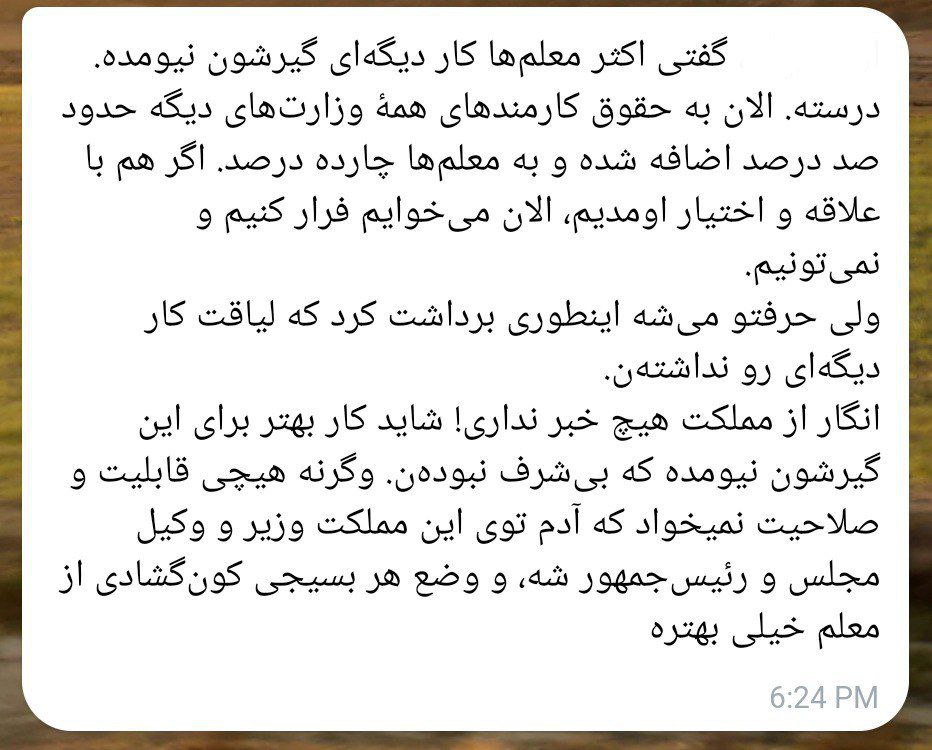 گفتی اکثر معلم‌ها کار دیگه‌ای گیرشون نیومده.
درسته. الان به حقوق کارمندهای همهٔ وزارت‌های دیگه حدود
صد درصد اضافه شده و به معلم‌ها چارده درصد. اگر هم با
علاقه و اختیار اومدیم، الان می‌خوایم فرار کنیم و
نمی‌تونیم.
ولی حرفتو می‌شه اینطوری برداشت کرد که لیاقت کار
دیگه‌ای رو نداشته‌ن.
انگار از مملکت هیچ خبر نداری! شاید کار بهتر برای این
گیرشون نیومده که بی‌شرف نبوده‌ن. وگرنه هیچی قابلیت و
صلاحیت نمیخواد که آدم توی این مملکت وزیر و وکیل
مجلس و رئیس‌جمهور شه، و وضع هر بسیجی کون‌گشادی از
معلم خیلی بهتره
6:24 PM